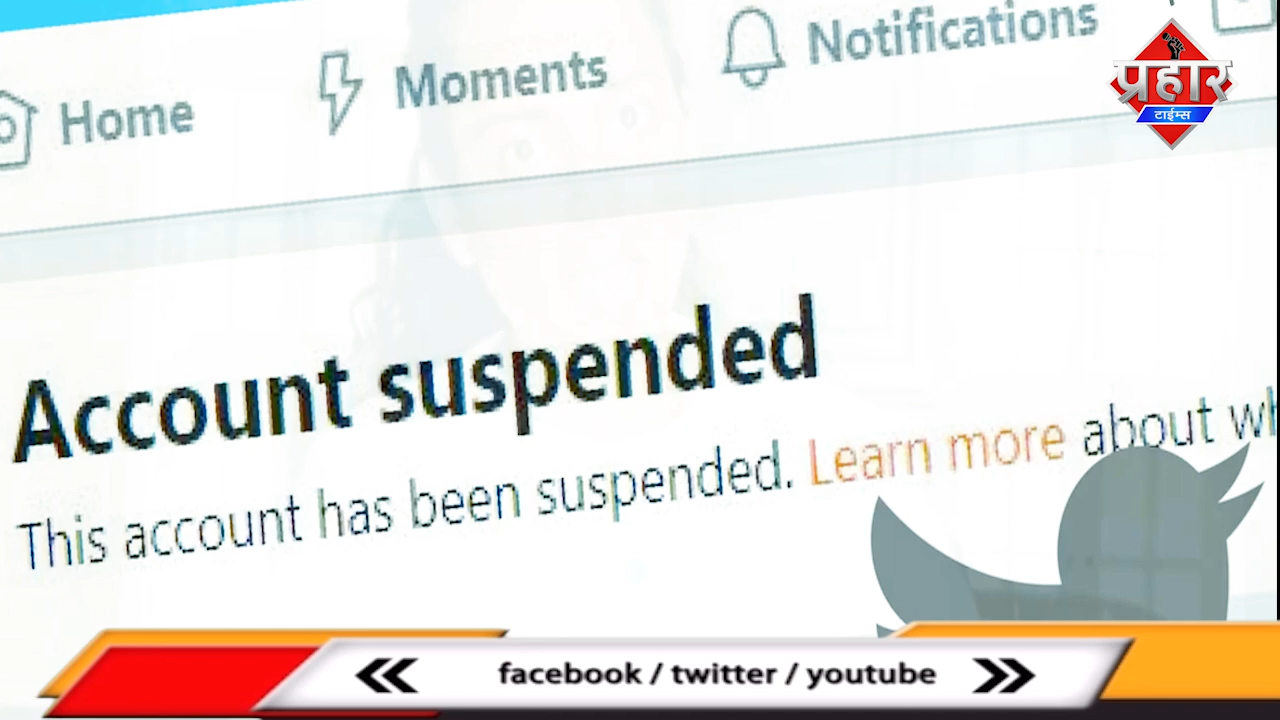 Home Moments Notifications
प्रहार
टाईम्स
Account suspended
This account has been suspended. Learn more about
facebook / twitter / youtube